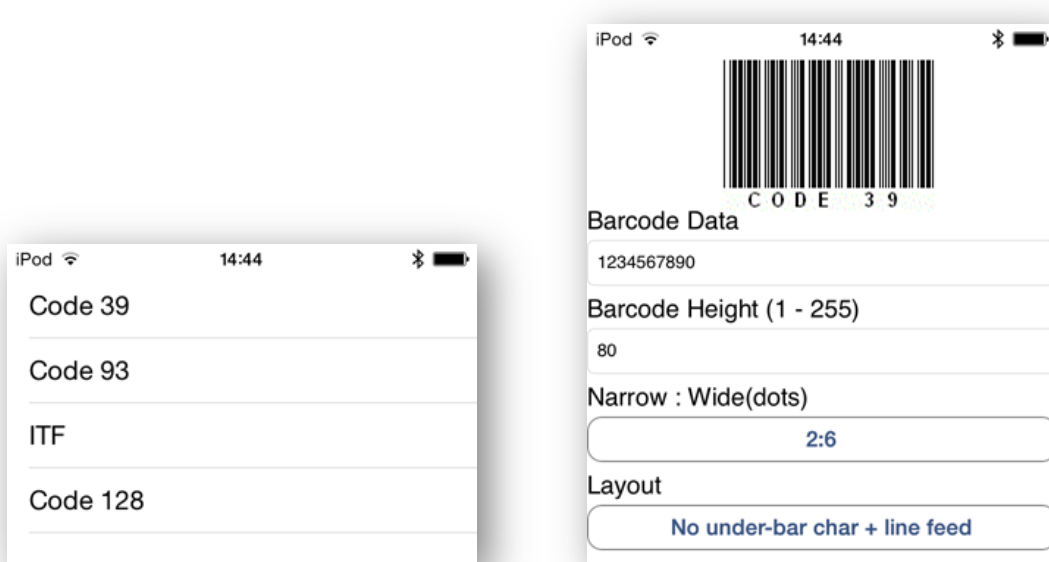 iPod 14:44
Code 39
Code 93
ITF
Code 128
iPod 14:44
CODE 39
Barcode Data
1234567890
Barcode Height (1 - 255)
80
Narrow : Wide(dots)
2:6
Layout
No under-bar char + line feed